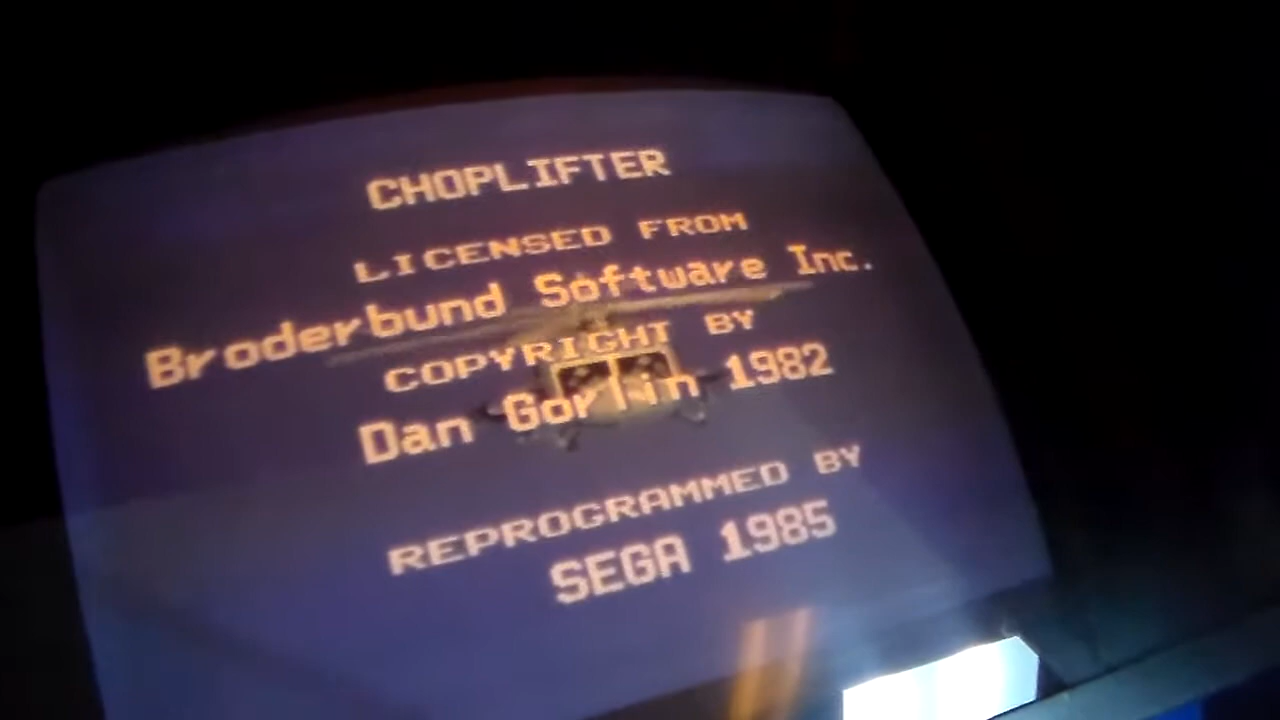 CHOPLIFTER
LICENSED FROM
Broderbund Software Inc.
COPYRIGHT BY
Dan Gorlin 1982
REPROGRAMMED BY
SEGA 1985